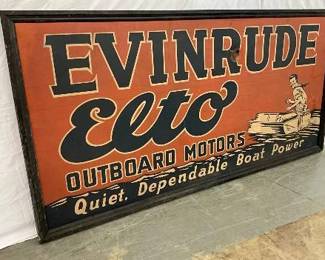 EVINRUDE
Elto
OUTBOARD MOTORS
Quiet, Dependable Boat Power